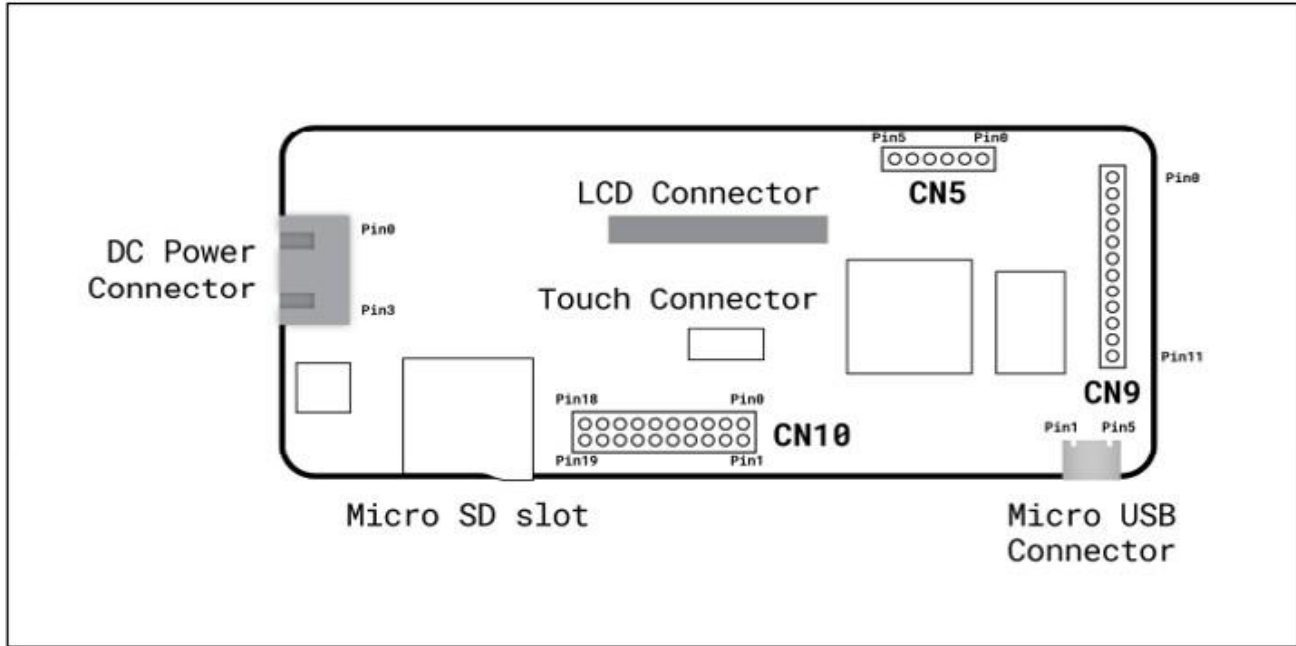 Pin5
Pin0
CN5
Pin0
LCD Connector
Pin0
DC Power
Connector
Touch Connector
Pin3
Pin11
CN9
Pin18
Pin0
CN10
Pin1
Pin5
Pin19
Pin1
Micro SD slot
Micro USB
Connector